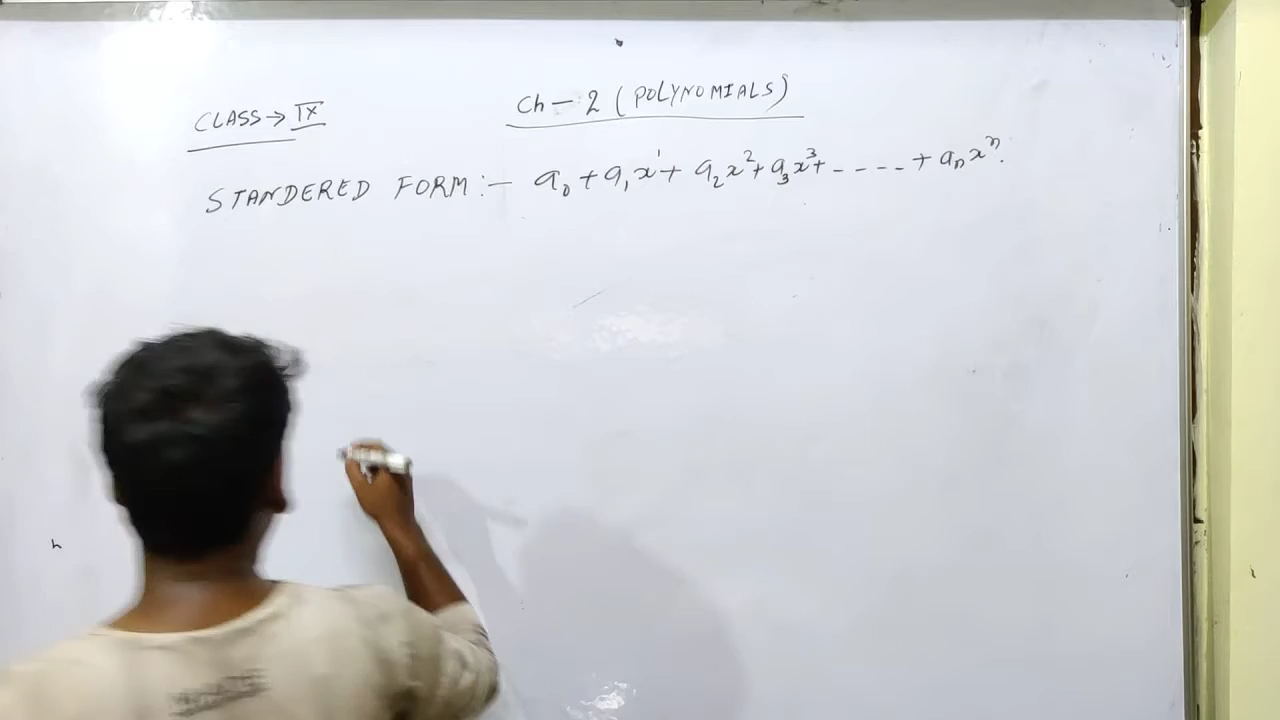 CLASS→ IX
Ch - 2 (POLYNOMIALS)
STANDERED FORM:- a₀ + a₁x¹ + a₂x² + a₃x³ + - - - - + aₙxⁿ.